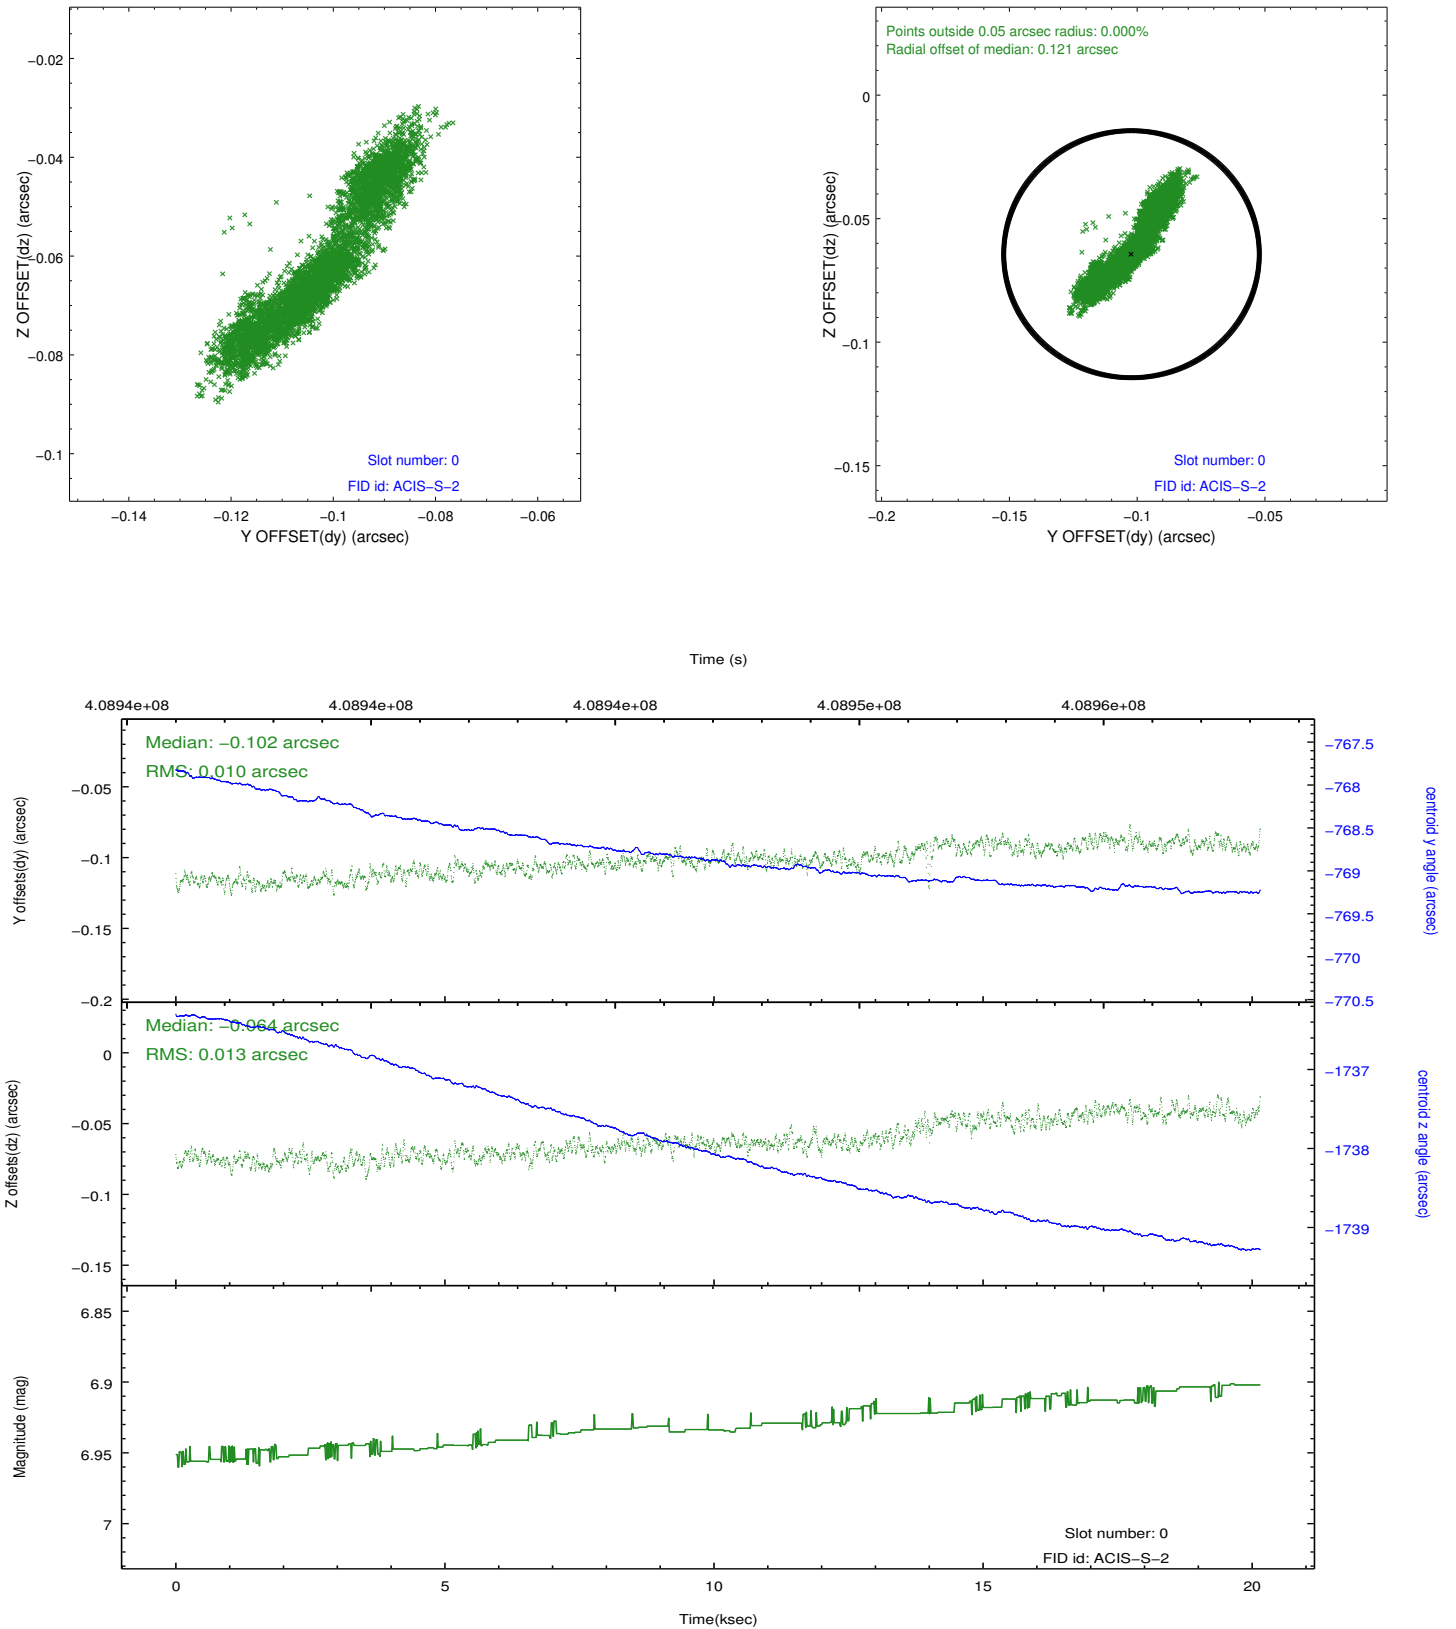 −0.02
−0.04
−0.06
−0.08
−0.1
Z OFFSET(dz) (arcsec)
Slot number: 0
FID id: ACIS−S−2
−0.14 −0.12 −0.1 −0.08 −0.06
Y OFFSET(dy) (arcsec)
Points outside 0.05 arcsec radius: 0.000%
Radial offset of median: 0.121 arcsec
0
−0.05
−0.1
−0.15
Z OFFSET(dz) (arcsec)
Slot number: 0
FID id: ACIS−S−2
−0.2 −0.15 −0.1 −0.05
Y OFFSET(dy) (arcsec)
Time (s)
4.0894e+08 4.0894e+08 4.0894e+08 4.0895e+08 4.0896e+08
Median: −0.102 arcsec
RMS: 0.010 arcsec
−0.05
−0.1
−0.15
−0.2
Y offsets(dy) (arcsec)
−767.5
−768
−768.5
−769
−769.5
−770
−770.5
centroid y angle (arcsec)
Median: −0.064 arcsec
RMS: 0.013 arcsec
0
−0.05
−0.1
−0.15
Z offsets(dz) (arcsec)
−1737
−1738
−1739
centroid z angle (arcsec)
6.85
6.9
6.95
7
Magnitude (mag)
Slot number: 0
FID id: ACIS−S−2
0 5 10 15 20
Time(ksec)